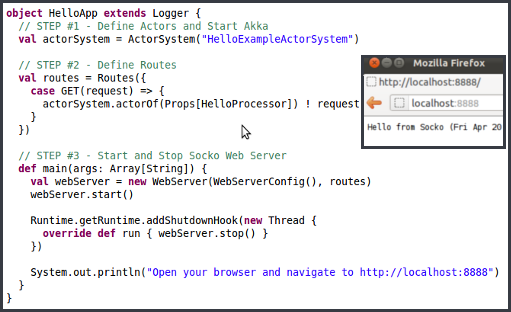 object HelloApp extends Logger {
// STEP #1 - Define Actors and Start Akka
val actorSystem = ActorSystem("HelloExampleActorSystem")
// STEP #2 - Define Routes
val routes = Routes({
case GET(request) => {
actorSystem.actorOf(Props[HelloProcessor]) ! request
}
})
// STEP #3 - Start and Stop Socko Web Server
def main(args: Array[String]) {
val webServer = new WebServer(WebServerConfig(), routes)
webServer.start()
Runtime.getRuntime.addShutdownHook(new Thread {
override def run { webServer.stop() }
})
System.out.println("Open your browser and navigate to http://localhost:8888")
}
}
Mozilla Firefox
http://localhost:8888/
localhost:8888
Hello from Socko (Fri Apr 20